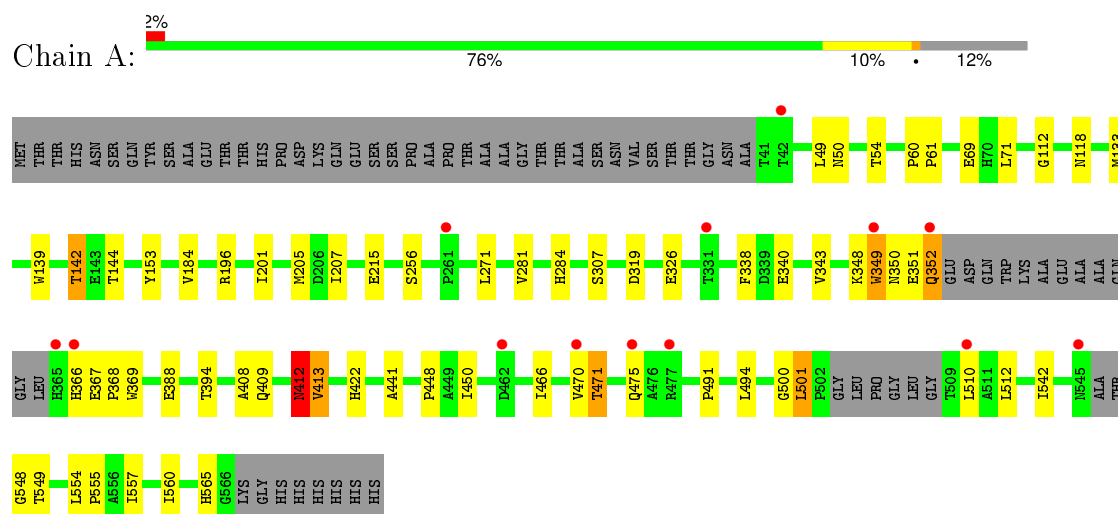 2%
Chain A:
76% 10% • 12%
MET THR THR HIS ASN SER GLN TYR SER ALA GLU THR THR HIS PRO ASP LYS GLN GLU SER SER PRO ALA PRO THR ALA ALA GLY THR THR ALA SER ASN VAL SER THR THR GLY ASN ALA T41 T42 L49 N50 T54 P60 P61 E69 H70 L71 G112 N118 M133
W139 T142 E143 T144 Y153 V184 R196 I201 M205 D206 I207 E215 S256 P261 L271 V281 H284 S307 D319 E326 T331 F338 D339 E340 V343 K348 W349 N350 E351 Q352 GLU ASP GLN TRP LYS ALA GLU ALA ALA GLN
GLY LEU H365 H366 E367 P368 W369 E388 T394 A408 Q409 N412 V413 H422 A441 P448 A449 I450 D462 I466 V470 T471 Q475 A476 R477 P491 L494 G500 L501 P502 GLY LEU PRO GLY LEU GLY T509 L510 A511 L512 I542 N545 ALA THR
G548 T549 L554 P555 A556 I557 I560 H565 G566 LYS GLY HIS HIS HIS HIS HIS HIS